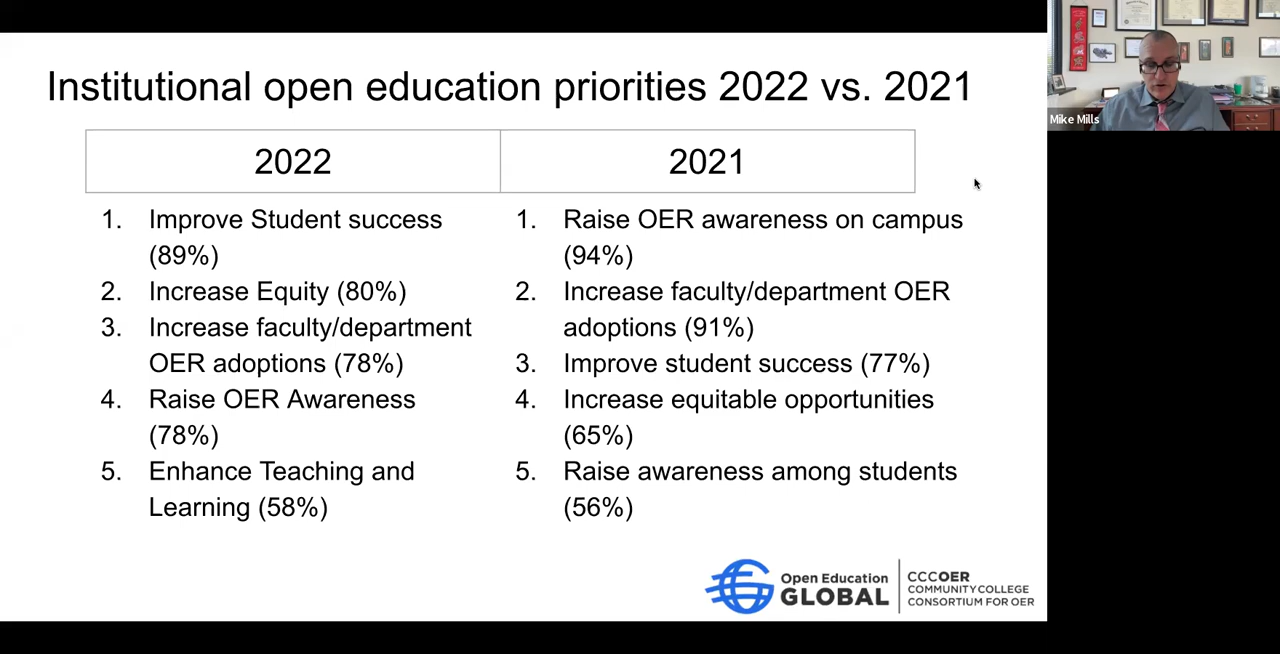 Institutional open education priorities 2022 vs. 2021
2022
2021
1. Improve Student success
(89%)
2. Increase Equity (80%)
3. Increase faculty/department
OER adoptions (78%)
4. Raise OER Awareness
(78%)
5. Enhance Teaching and
Learning (58%)
1. Raise OER awareness on campus
(94%)
2. Increase faculty/department OER
adoptions (91%)
3. Improve student success (77%)
4. Increase equitable opportunities
(65%)
5. Raise awareness among students
(56%)
Open Education
GLOBAL
CCCOER
COMMUNITY COLLEGE
CONSORTIUM FOR OER
Mike Mills